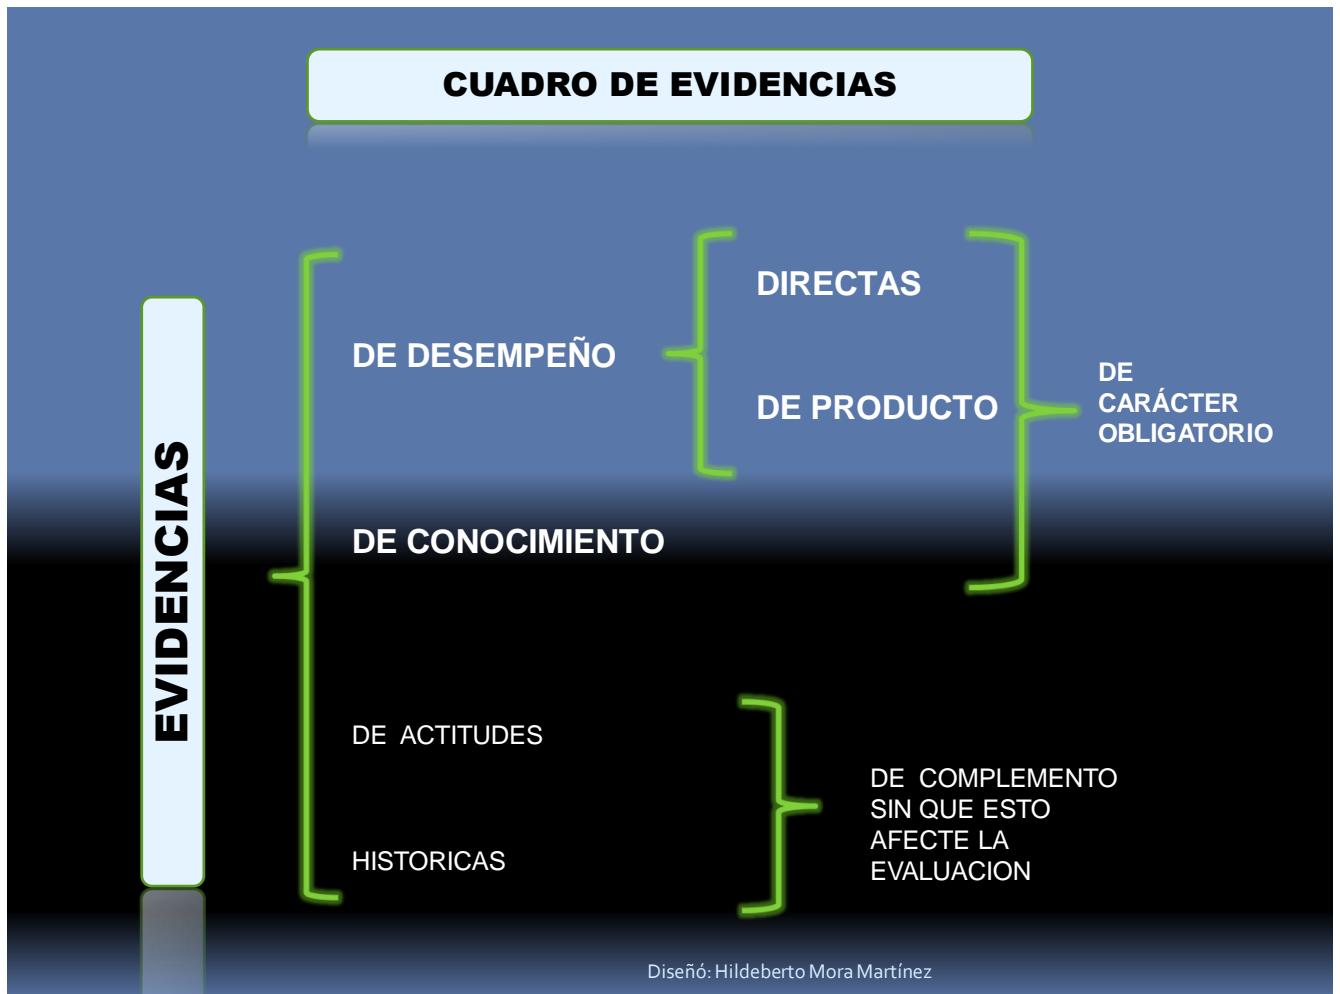 CUADRO DE EVIDENCIAS
EVIDENCIAS
DE DESEMPEÑO
DIRECTAS
DE PRODUCTO
DE
CARÁCTER
OBLIGATORIO
DE CONOCIMIENTO
DE ACTITUDES
HISTORICAS
DE COMPLEMENTO
SIN QUE ESTO
AFECTE LA
EVALUACION
Diseñó: Hildeberto Mora Martínez